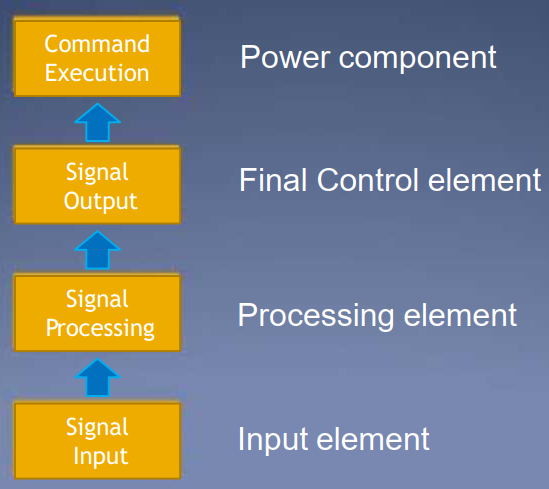 Command
Execution
Power component
Signal
Output
Final Control element
Signal
Processing
Processing element
Signal
Input
Input element